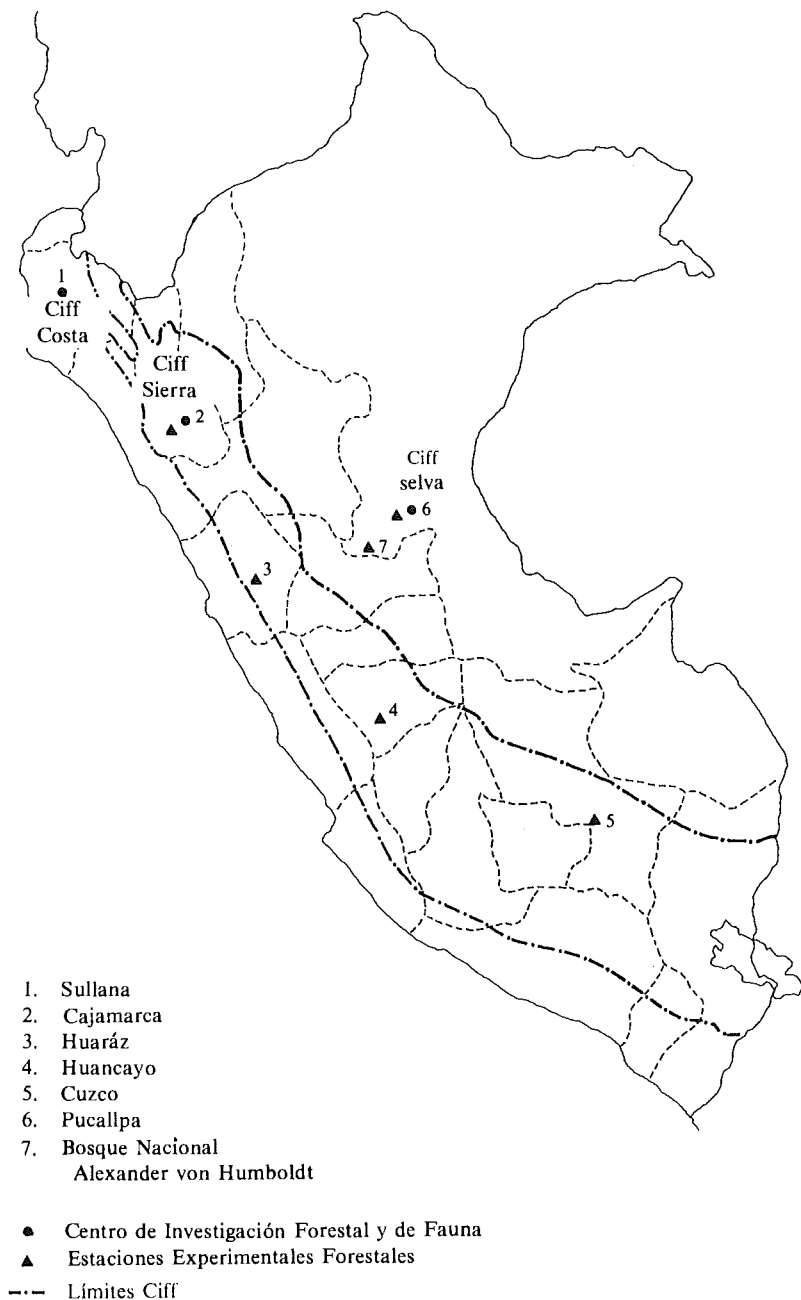 1
Ciff
Costa
Ciff
Sierra
2
Ciff
selva
6
7
3
4
5
1. Sullana
2. Cajamarca
3. Huaráz
4. Huancayo
5. Cuzco
6. Pucallpa
7. Bosque Nacional
Alexander von Humboldt
Centro de Investigación Forestal y de Fauna
Estaciones Experimentales Forestales
Límites Ciff